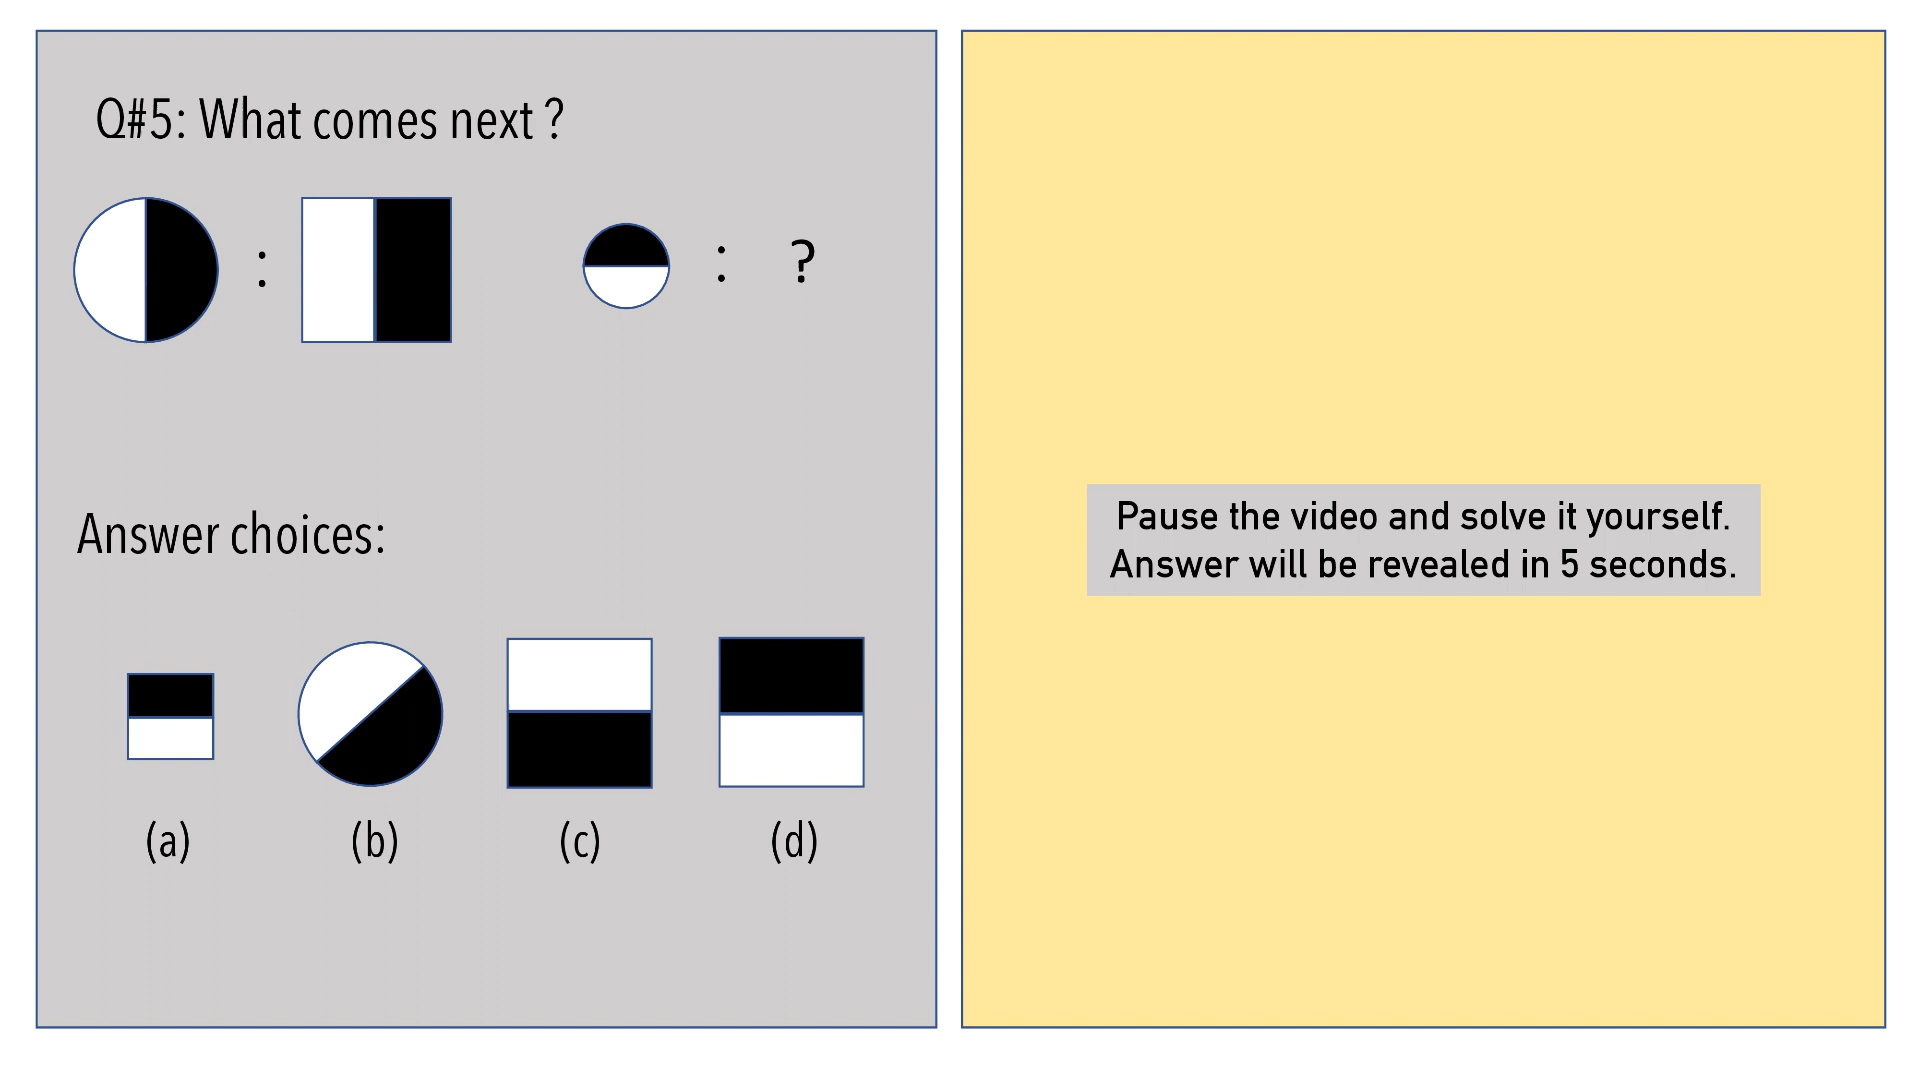 Q#5: What comes next ?
: : ?
Answer choices:
(a) (b) (c) (d)
Pause the video and solve it yourself.
Answer will be revealed in 5 seconds.